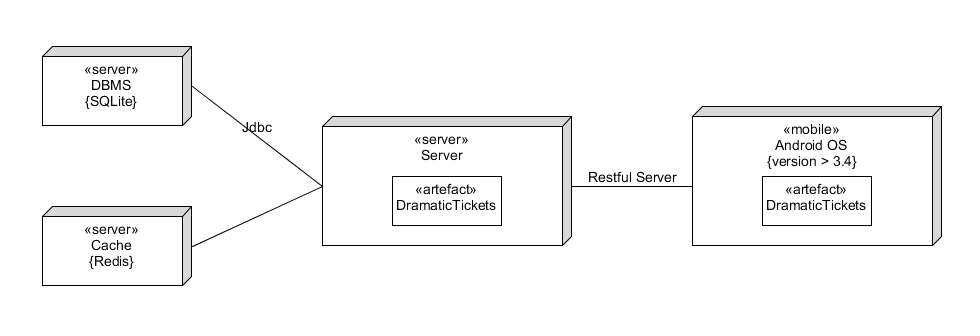 «server»
DBMS
{SQLite}
Jdbc
«server»
Cache
{Redis}
«server»
Server
«artefact»
DramaticTickets
Restful Server
«mobile»
Android OS
{version > 3.4}
«artefact»
DramaticTickets